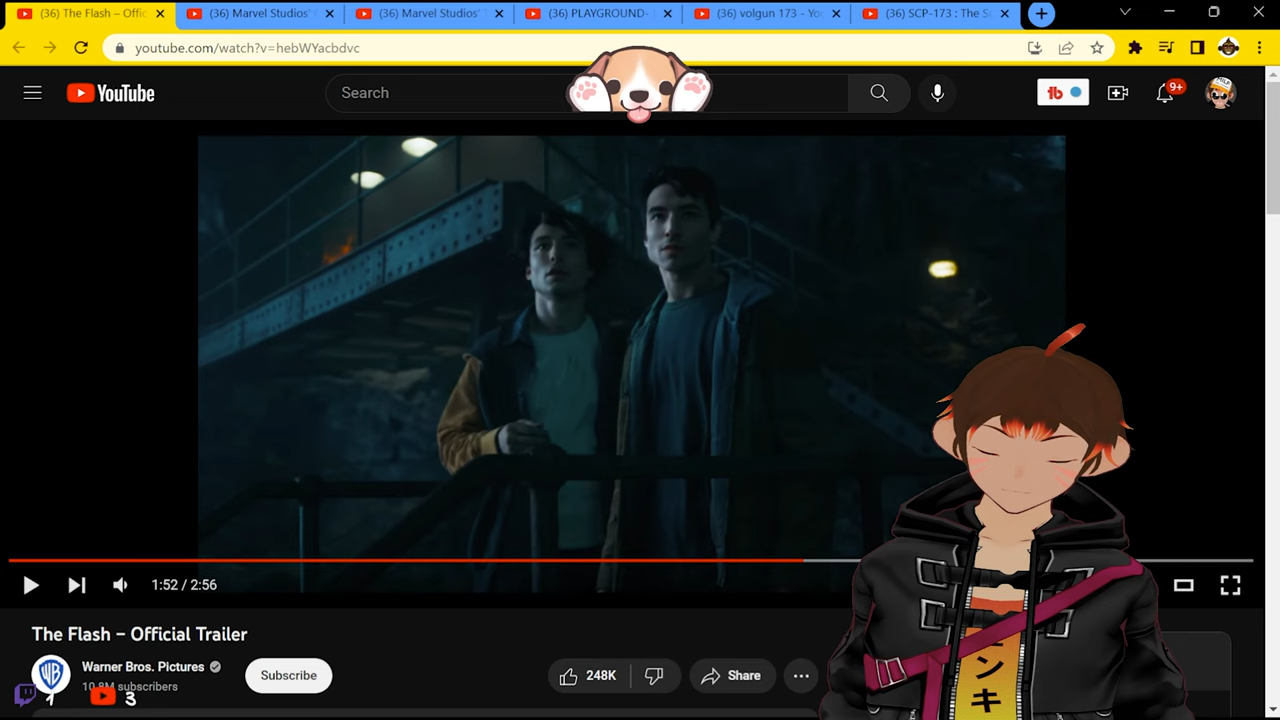 (36) The Flash – Offic
(36) Marvel Studios'
(36) Marvel Studios'
(36) PLAYGROUND-
(36) volgun 173 - Yo
(36) SCP-173 : The S
youtube.com/watch?v=hebWYacbdvc
YouTube
Search
9+
1:52 / 2:56
The Flash – Official Trailer
Warner Bros. Pictures
10.8M subscribers
Subscribe
248K
Share
3
ンキ